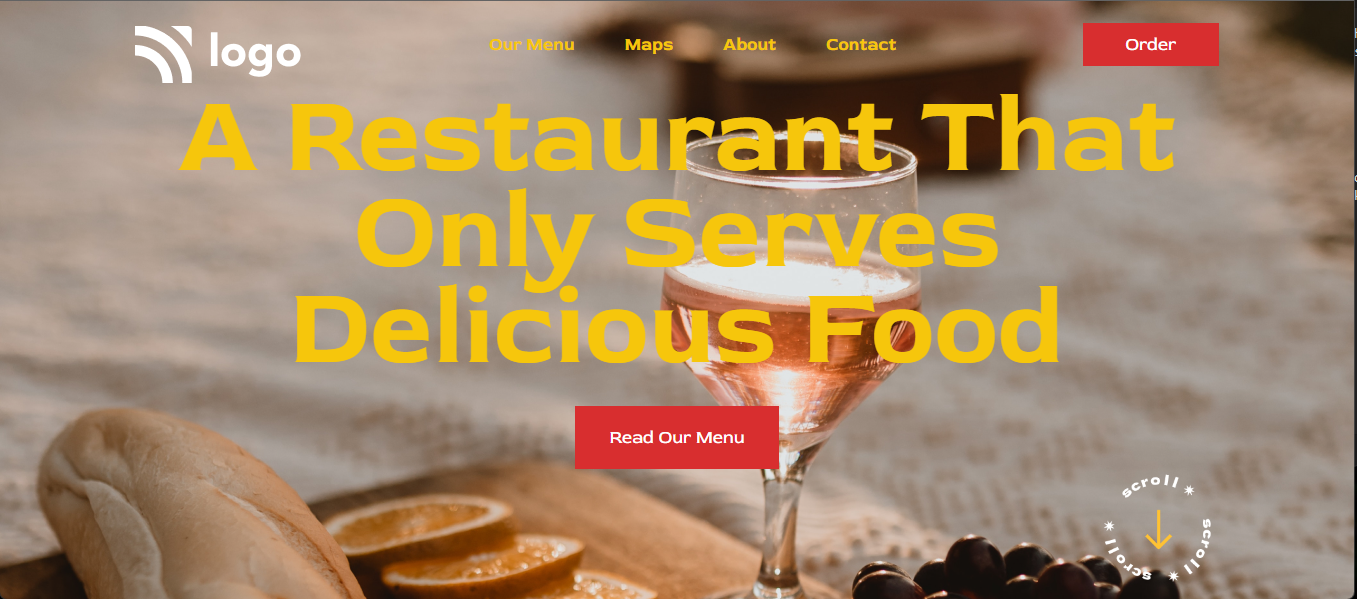 logo
Our Menu Maps About Contact
Order
A Restaurant That
Only Serves
Delicious Food
Read Our Menu
scroll * scroll * scroll *